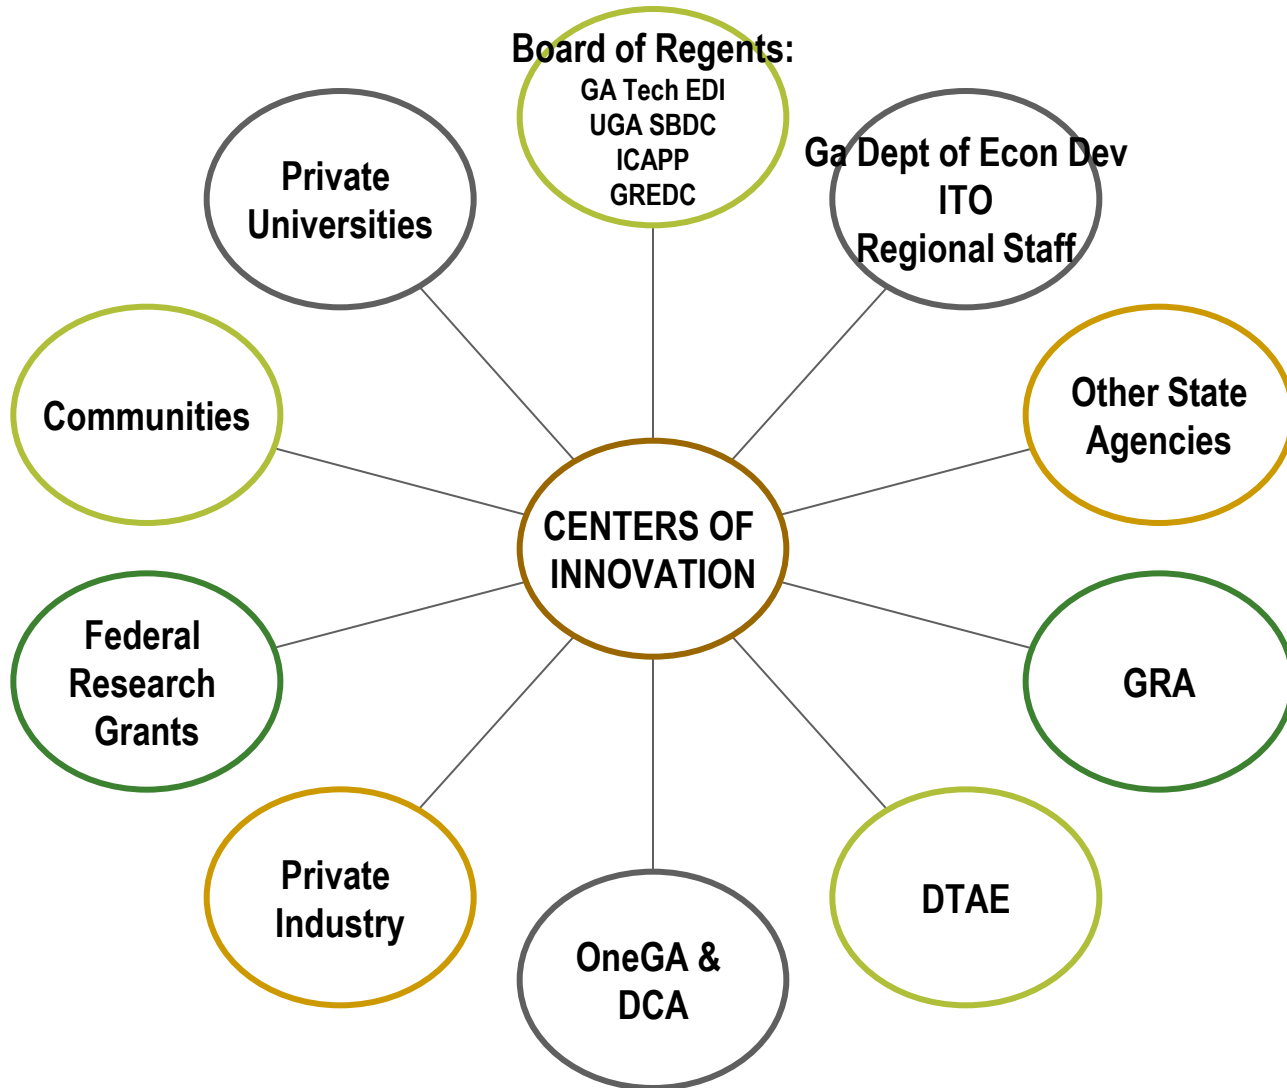 Board of Regents:
GA Tech EDI
UGA SBDC
ICAPP
GREDC
Ga Dept of Econ Dev
ITO
Regional Staff
Other State
Agencies
GRA
DTAE
OneGA &
DCA
Private
Industry
Federal
Research
Grants
Communities
Private
Universities
CENTERS OF
INNOVATION